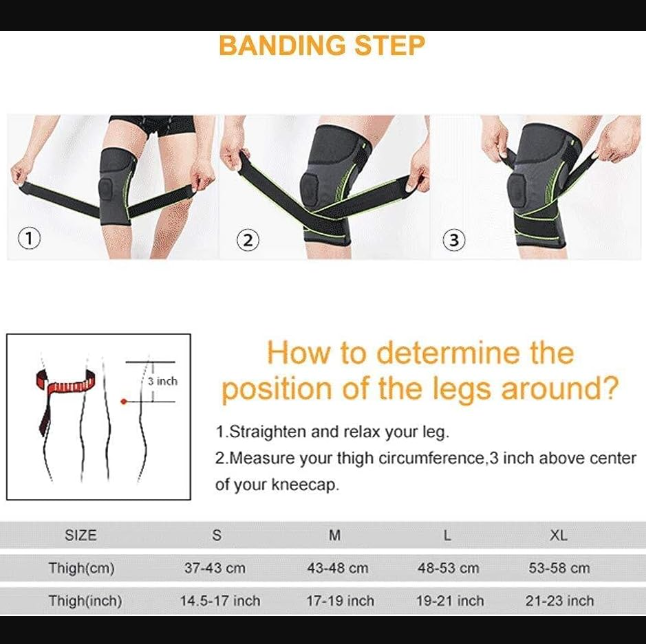 BANDING STEP
1
2
3
3 inch
How to determine the
position of the legs around?
1.Straighten and relax your leg.
2.Measure your thigh circumference,3 inch above center
of your kneecap.
SIZE S M L XL
Thigh(cm) 37-43 cm 43-48 cm 48-53 cm 53-58 cm
Thigh(inch) 14.5-17 inch 17-19 inch 19-21 inch 21-23 inch